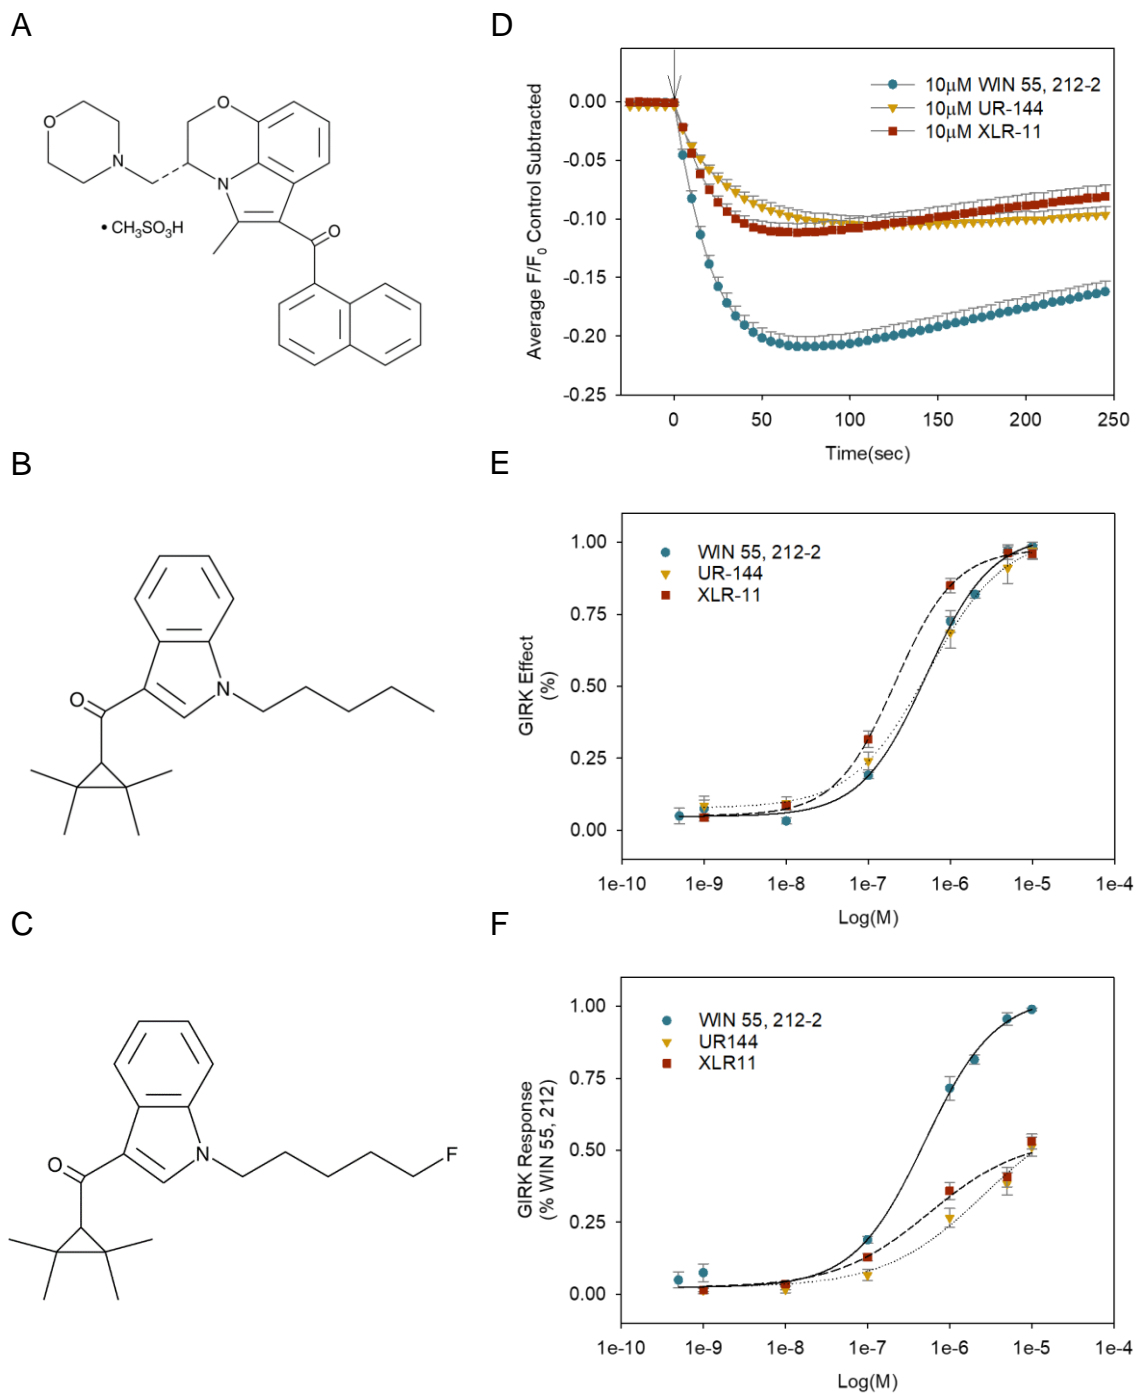 A
O
O
N
N
• CH₃SO₃H
O
B
O
N
C
O
N
F
D
0.00
-0.05
-0.10
-0.15
-0.20
-0.25
Average F/F₀ Control Subtracted
10μM WIN 55, 212-2
10μM UR-144
10μM XLR-11
0
50
100
150
200
250
Time(sec)
E
1.00
0.75
0.50
0.25
0.00
GIRK Effect
(%)
WIN 55, 212-2
UR-144
XLR-11
1e-10
1e-9
1e-8
1e-7
1e-6
1e-5
1e-4
Log(M)
F
1.00
0.75
0.50
0.25
0.00
GIRK Response
(% WIN 55, 212)
WIN 55, 212-2
UR144
XLR11
1e-10
1e-9
1e-8
1e-7
1e-6
1e-5
1e-4
Log(M)